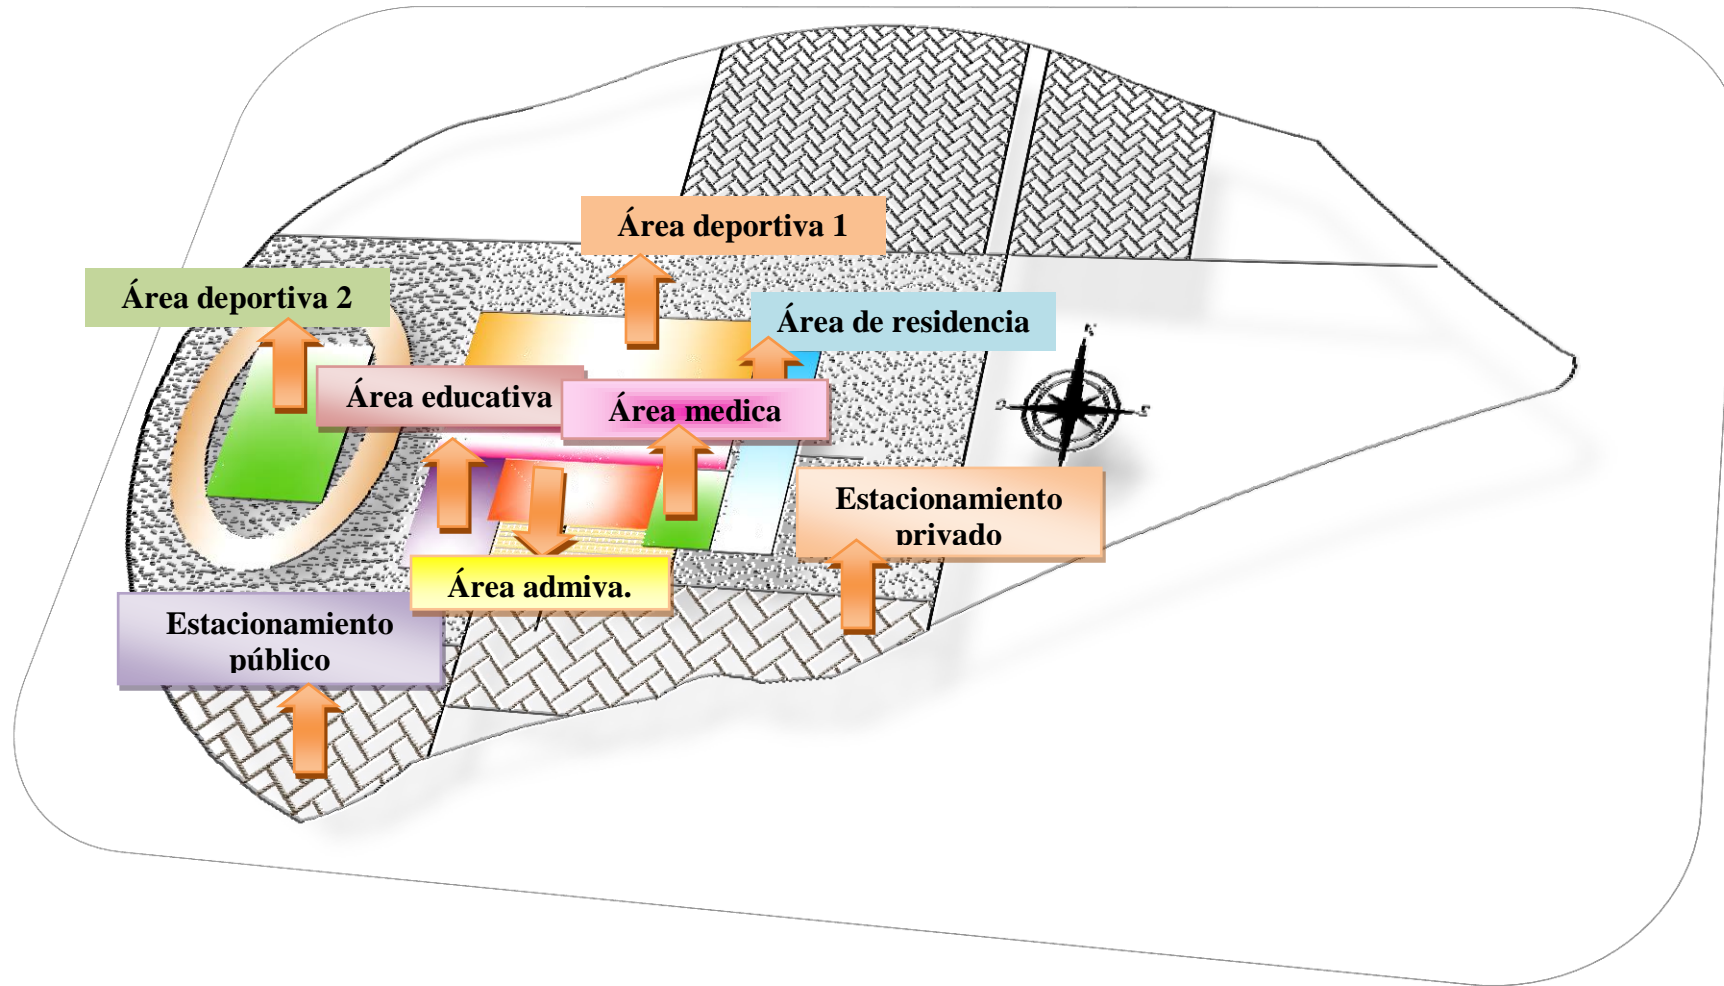 Área deportiva 1
Área deportiva 2
Área de residencia
Área educativa
Área medica
Estacionamiento
privado
Área admiva.
Estacionamiento
público